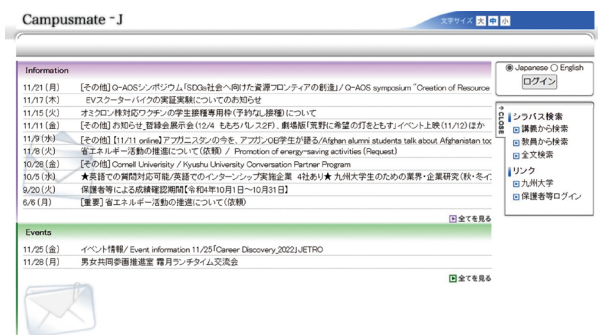 Campusmate-J
文字サイズ 大 中 小
Japanese English
ログイン
Information
11/21(月) [その他] Q-AOSシンポジウム「SDGs社会へ向けた資源フロンティアの創造」/ Q-AOS symposium "Creation of Resource
11/17(木) EVスクーターバイクの実証実験についてのお知らせ
11/15(火) オミクロン株対応ワクチンの学生接種専用枠(予約なし接種)について
11/11(金) [その他] お知らせ_哲縁会展示会(12/4 ももちパレス2F)、劇場版「荒野に希望の灯をともす」イベント上映(11/12)ほか
11/9(水) [その他] 【11/11 online】アフガニスタンの今を、アフガンOB学生が語る/Afghan alumni students talk about Afghanistan toc
11/8(火) 省エネルギー活動の推進について(依頼) / Promotion of energy-saving activities (Request)
10/28(金) [その他] Cornell Univerisity / Kyushu University Conversation Partner Program
10/5(水) ★英語での質問対応可能/英語でのインターンシップ実施企業 4社あり★ 九州大学生のための業界・企業研究(秋・冬イ
9/20(火) 保護者等による成績確認期間【令和4年10月1日～10月31日】
6/6(月) [重要] 省エネルギー活動の推進について(依頼)
全てを見る
Events
11/25(金) イベント情報/ Event information 11/25「Career Discovery_2022」JETRO
11/28(月) 男女共同参画推進室 霜月ランチタイム交流会
全てを見る
CLOSE
シラバス検索
講義から検索
教員から検索
全文検索
リンク
九州大学
保護者等ログイン